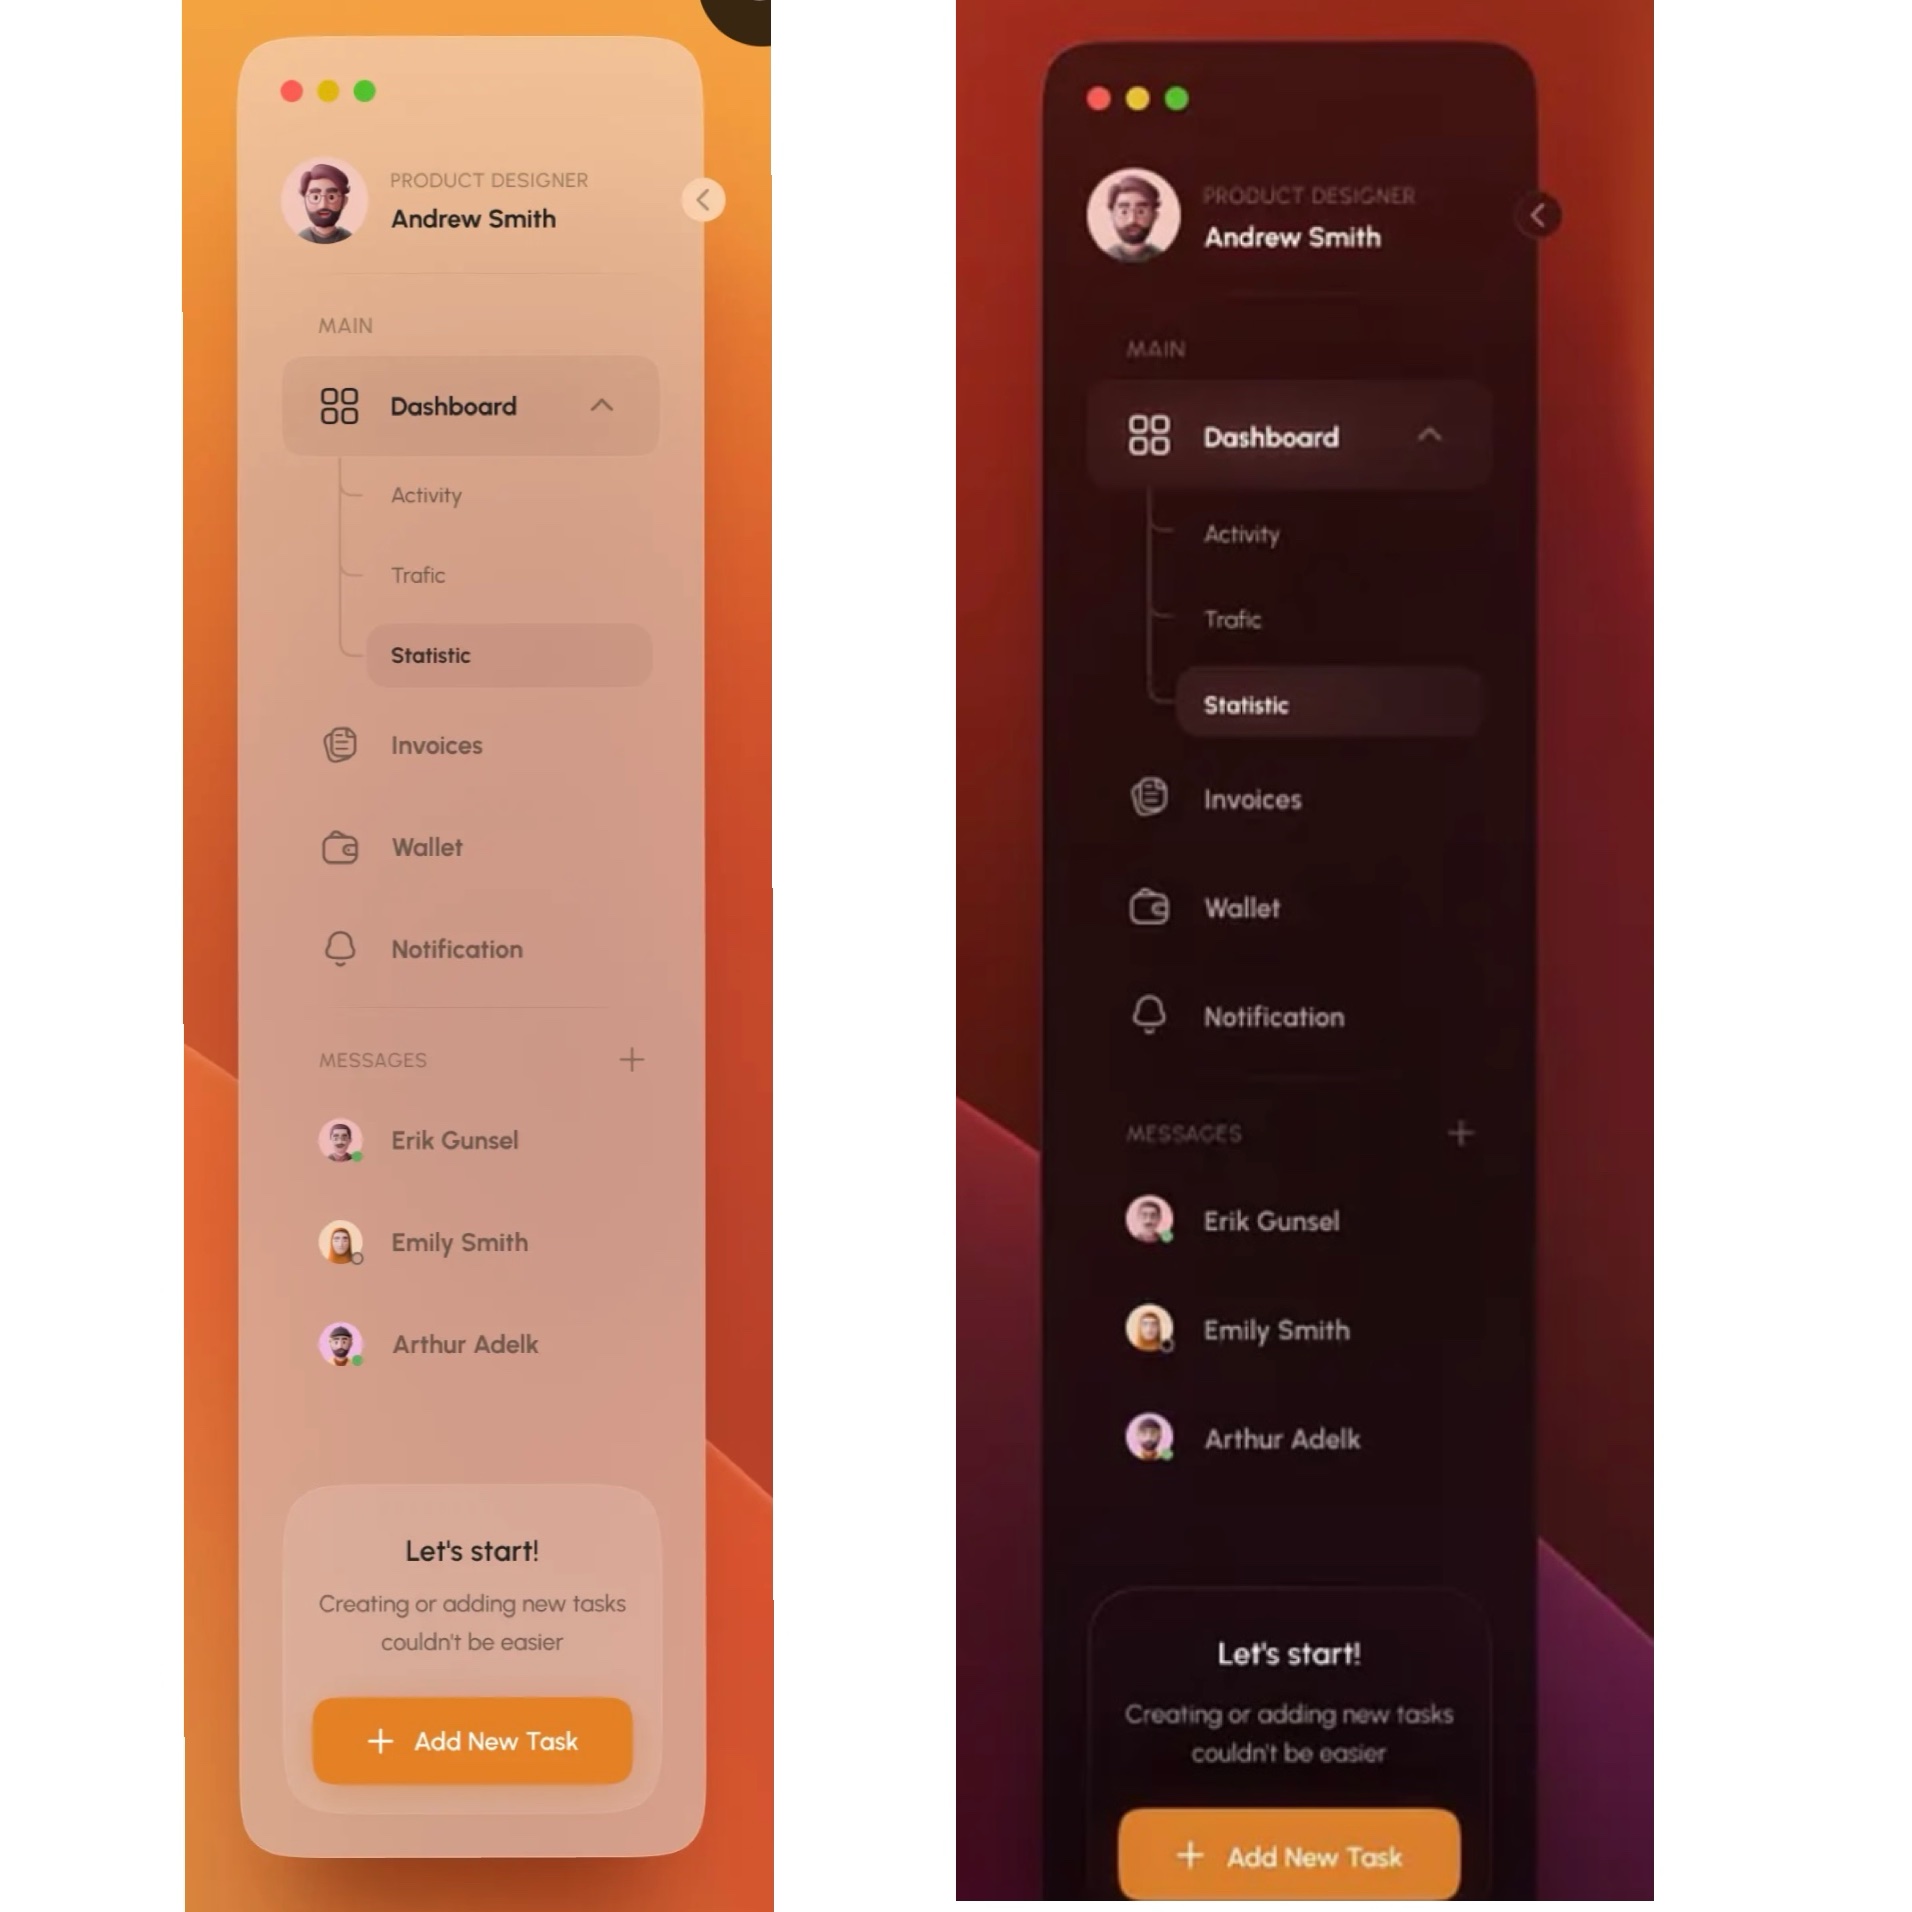 PRODUCT DESIGNER
Andrew Smith
MAIN
Dashboard
Activity
Trafic
Statistic
Invoices
Wallet
Notification
MESSAGES
Erik Gunsel
Emily Smith
Arthur Adelk
Let's start!
Creating or adding new tasks
couldn't be easier
Add New Task
PRODUCT DESIGNER
Andrew Smith
MAIN
Dashboard
Activity
Trafic
Statistic
Invoices
Wallet
Notification
MESSAGES
Erik Gunsel
Emily Smith
Arthur Adelk
Let's start!
Creating or adding new tasks
couldn't be easier
Add New Task